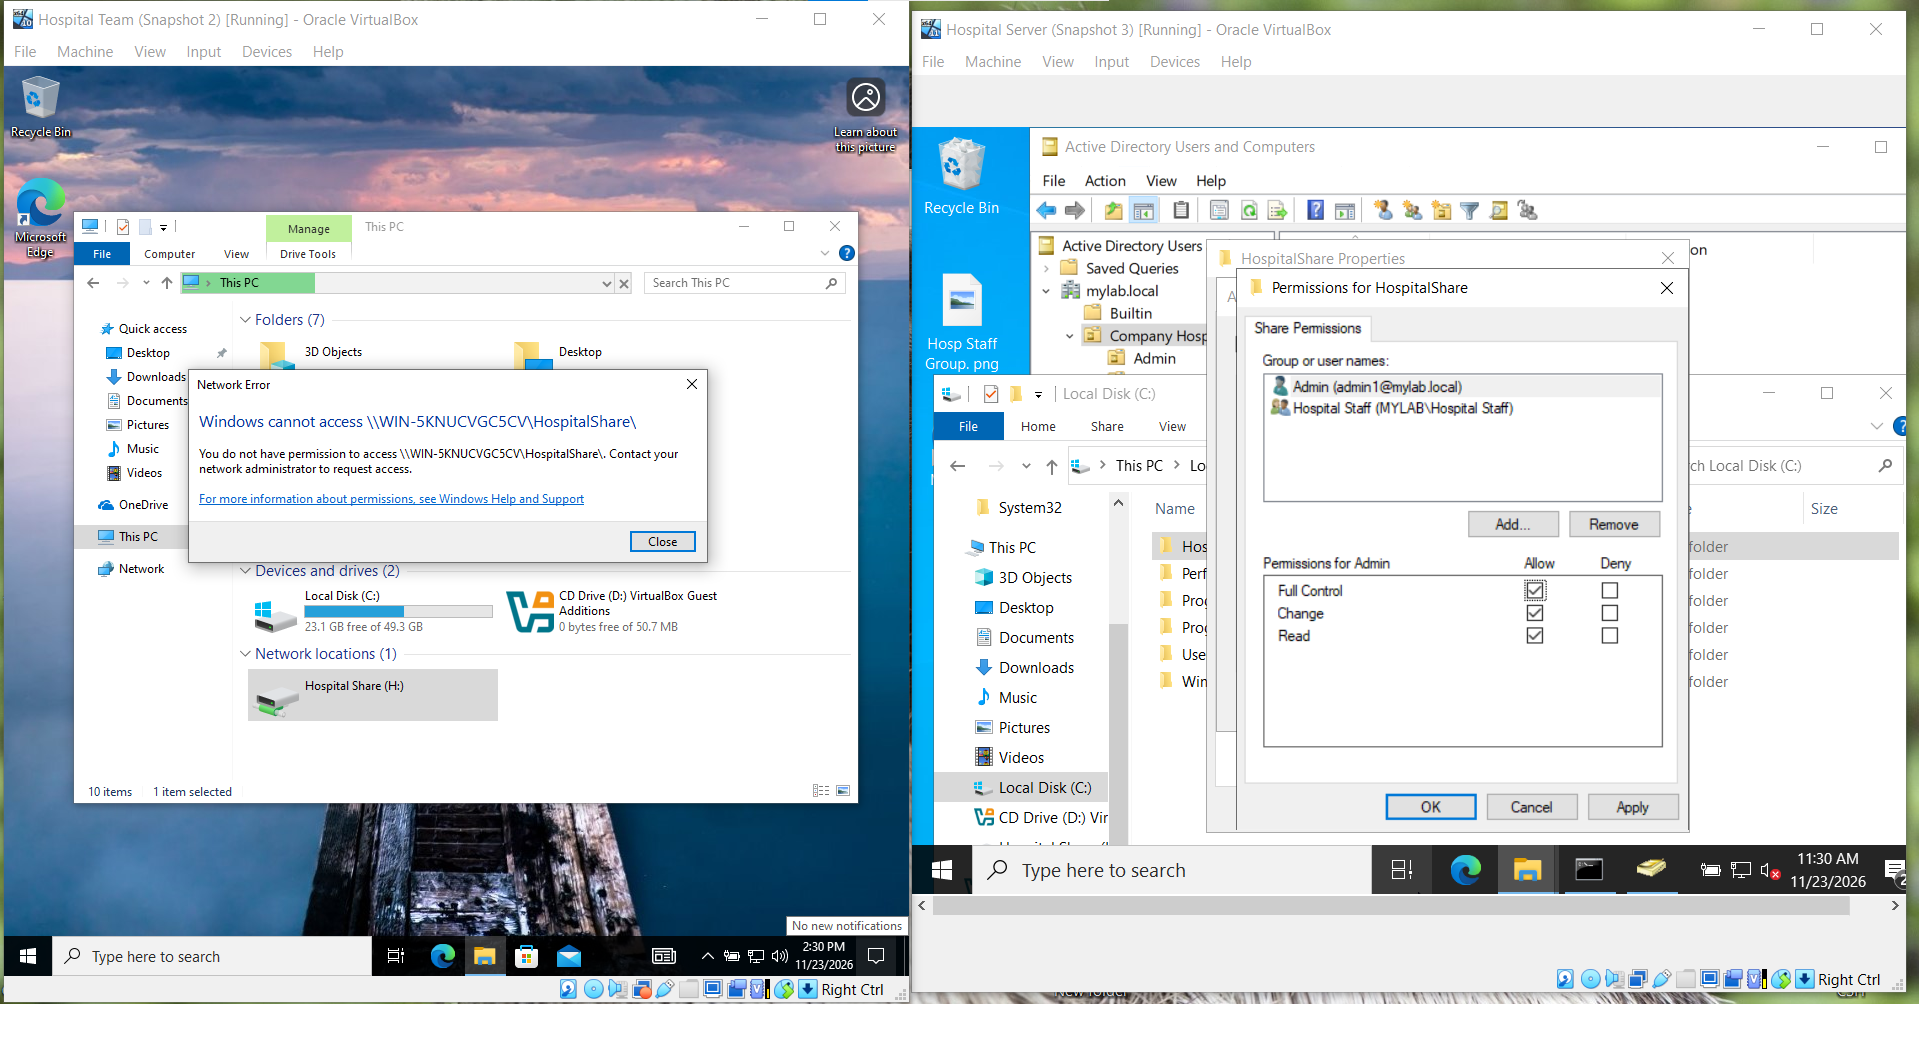 Hospital Team (Snapshot 2) [Running] - Oracle VirtualBox
File Machine View Input Devices Help
Recycle Bin
Learn about
this picture
Microsoft
Edge
Manage
This PC
File Computer View Drive Tools
This PC
Search This PC
Quick access
Desktop
Downloads
Documents
Pictures
Music
Videos
OneDrive
This PC
Network
Folders (7)
3D Objects
Desktop
Network Error
Windows cannot access \\WIN-5KNUCVGC5CV\HospitalShare\
You do not have permission to access \\WIN-5KNUCVGC5CV\HospitalShare\. Contact your
network administrator to request access.
For more information about permissions, see Windows Help and Support
Close
Devices and drives (2)
Local Disk (C:)
23.1 GB free of 49.3 GB
CD Drive (D:) VirtualBox Guest
Additions
0 bytes free of 50.7 MB
Network locations (1)
Hospital Share (H:)
10 items 1 item selected
No new notifications
Type here to search
2:30 PM
11/23/2026
Right Ctrl
Hospital Server (Snapshot 3) [Running] - Oracle VirtualBox
File Machine View Input Devices Help
Recycle Bin
Hosp Staff
Group. png
Active Directory Users and Computers
File Action View Help
Active Directory Users
Saved Queries
mylab.local
Builtin
Company Hosp
Admin
on
HospitalShare Properties
Permissions for HospitalShare
Share Permissions
Group or user names:
Admin (admin1@mylab.local)
Hospital Staff (MYLAB\Hospital Staff)
Add... Remove
Permissions for Admin Allow Deny
Full Control
Change
Read
OK Cancel Apply
Local Disk (C:)
File Home Share View
This PC Lo
ch Local Disk (C:)
System32
This PC
3D Objects
Desktop
Documents
Downloads
Music
Pictures
Videos
Local Disk (C:)
CD Drive (D:) Vir
Name
Size
Hos folder
Perf folder
Prog folder
Prog folder
Use folder
Win folder
Type here to search
11:30 AM
11/23/2026
2
Right Ctrl